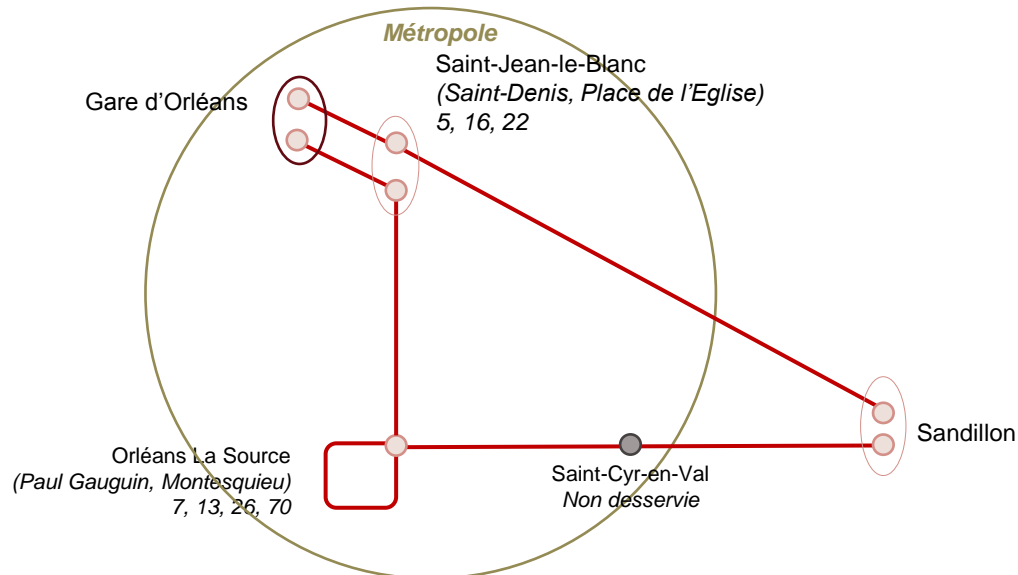 Métropole
Saint-Jean-le-Blanc
(Saint-Denis, Place de l'Eglise)
5, 16, 22
Gare d'Orléans
Sandillon
Orléans La Source
(Paul Gauguin, Montesquieu)
7, 13, 26, 70
Saint-Cyr-en-Val
Non desservie